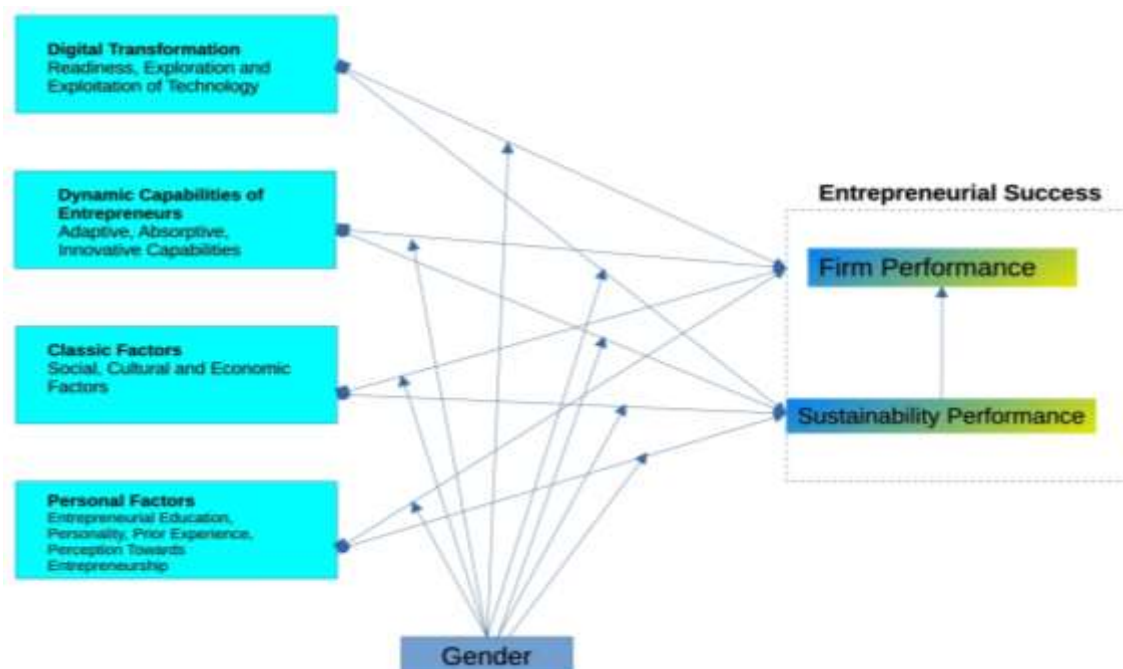 Digital Transformation
Readiness, Exploration and
Exploitation of Technology
Dynamic Capabilities of
Entrepreneurs
Adaptive, Absorptive,
Innovative Capabilities
Classic Factors
Social, Cultural and Economic
Factors
Personal Factors
Entrepreneurial Education,
Personality, Prior Experience,
Perception Towards
Entrepreneurship
Entrepreneurial Success
Firm Performance
Sustainability Performance
Gender